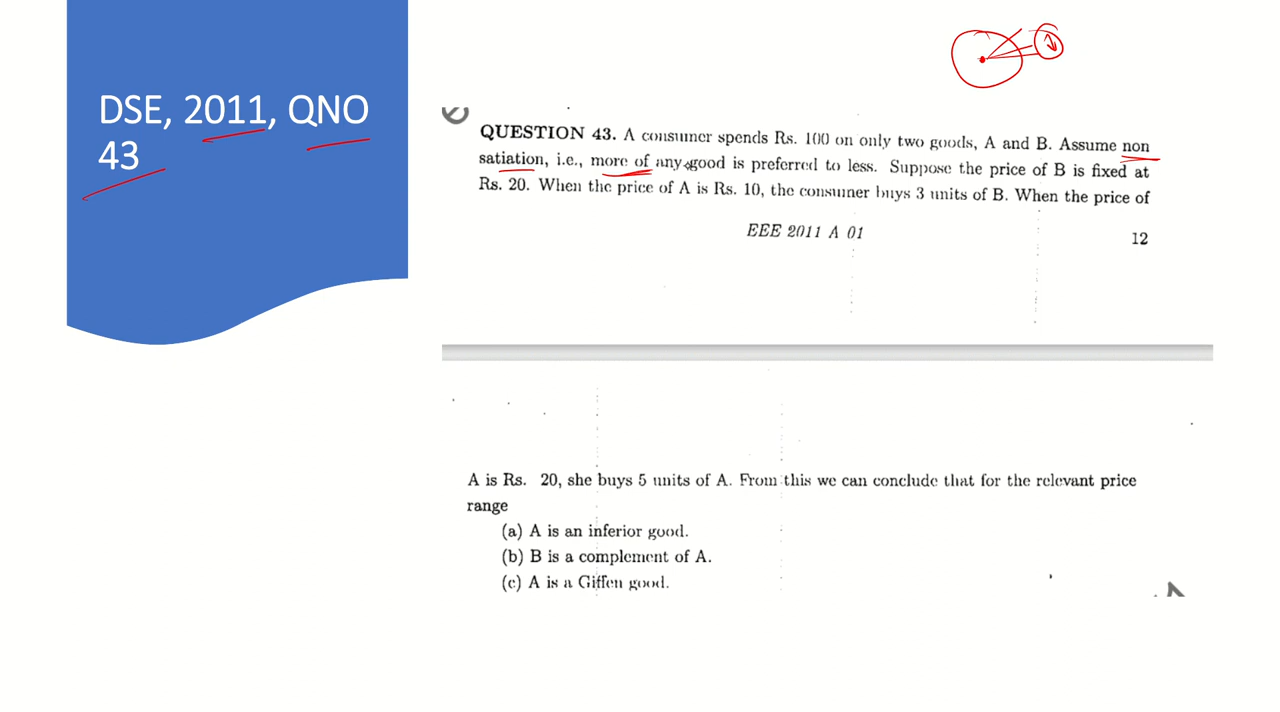 DSE, 2011, QNO
43
QUESTION 43. A consumer spends Rs. 100 on only two goods, A and B. Assume non
satiation, i.e., more of any good is preferred to less. Suppose the price of B is fixed at
Rs. 20. When the price of A is Rs. 10, the consumer buys 3 units of B. When the price of
EEE 2011 A 01
12
A is Rs. 20, she buys 5 units of A. From this we can conclude that for the relevant price
range
(a) A is an inferior good.
(b) B is a complement of A.
(c) A is a Giffen good.